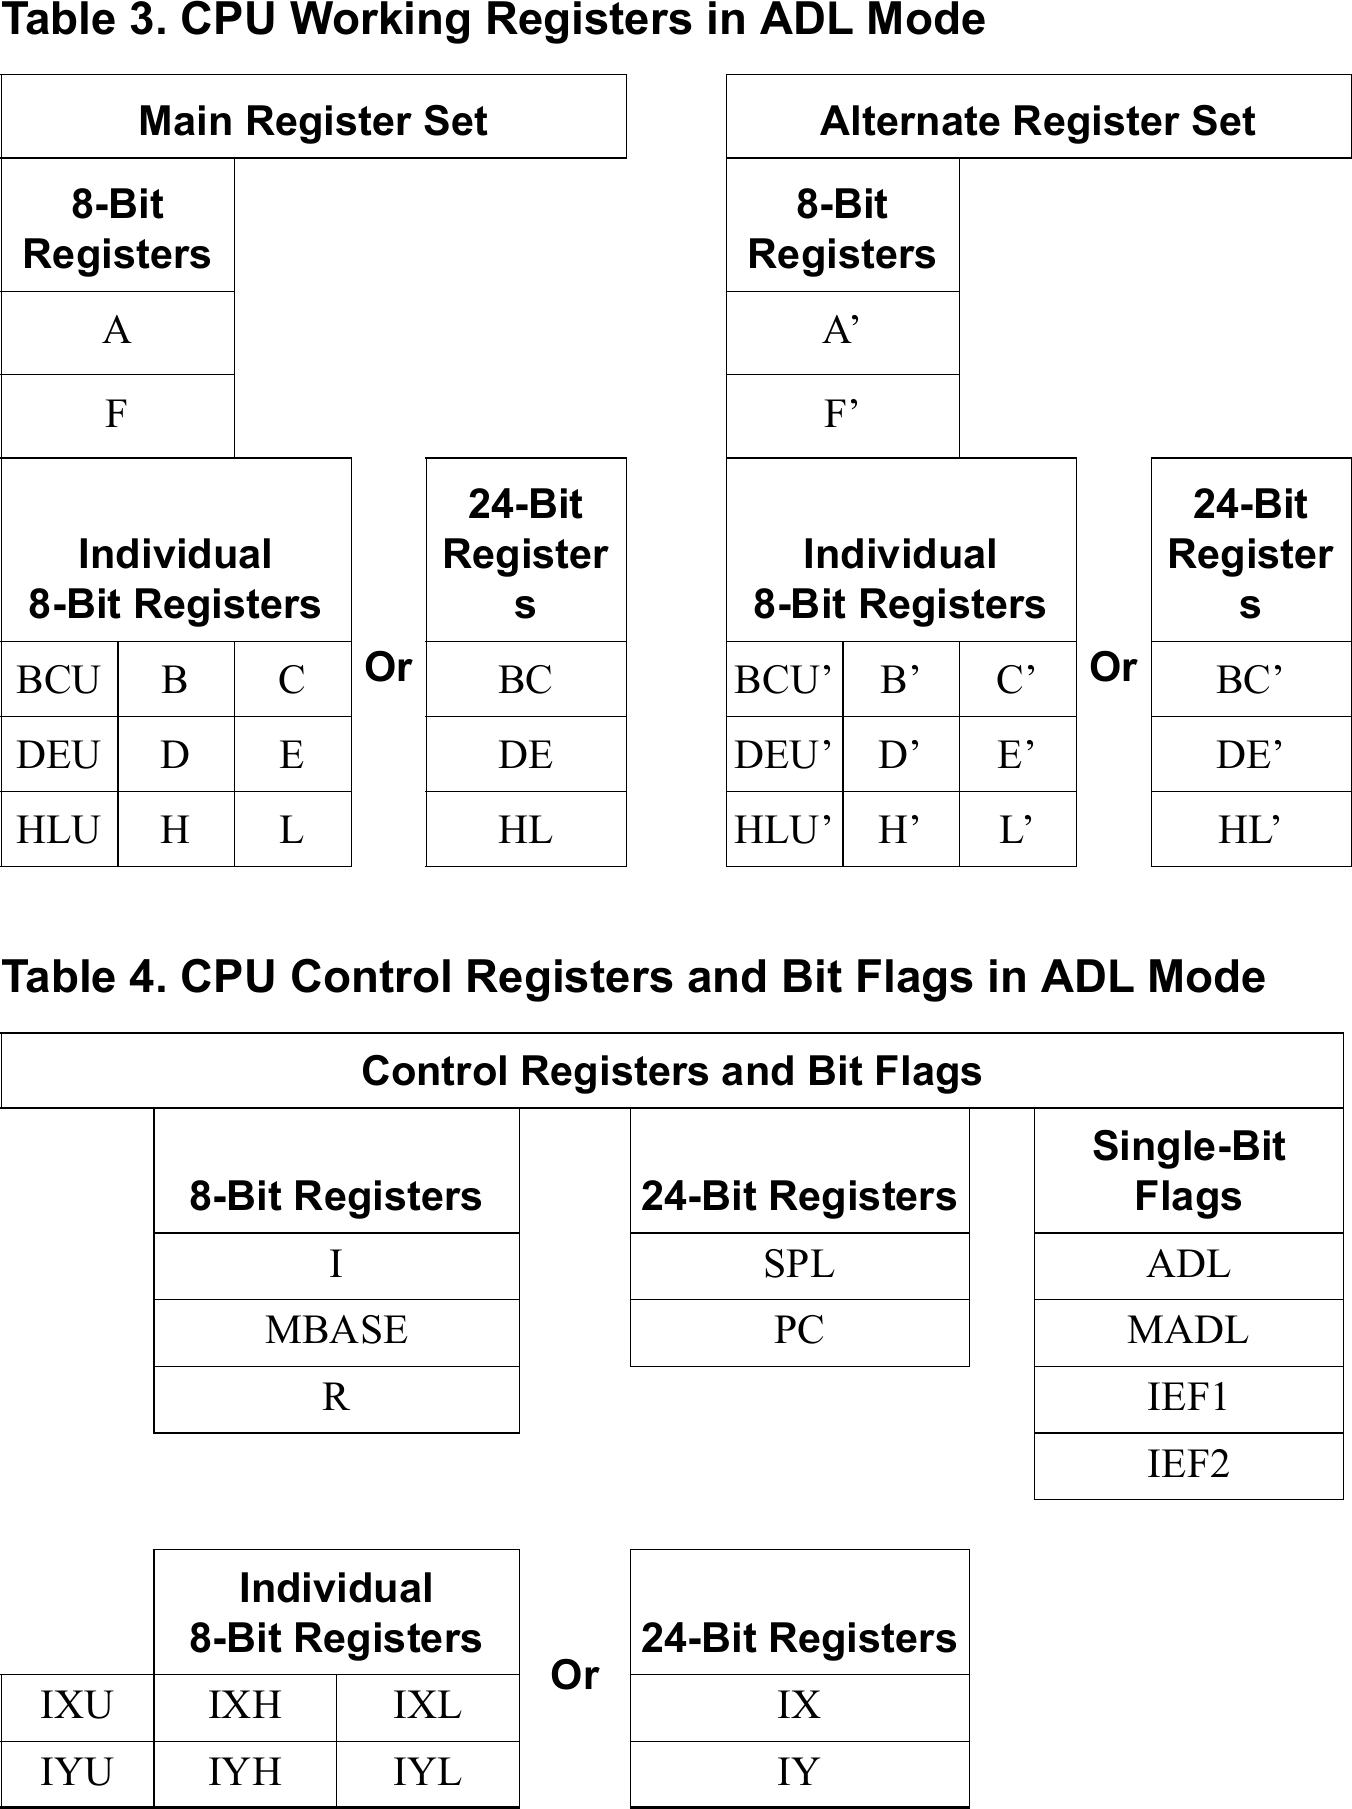 Table 3. CPU Working Registers in ADL Mode
Main Register Set
Alternate Register Set
8-Bit
Registers
A
F
8-Bit
Registers
A’
F’
Individual
8-Bit Registers
Or
24-Bit
Register
s
BCU B C BC
DEU D E DE
HLU H L HL
Individual
8-Bit Registers
Or
24-Bit
Register
s
BCU’ B’ C’ BC’
DEU’ D’ E’ DE’
HLU’ H’ L’ HL’
Table 4. CPU Control Registers and Bit Flags in ADL Mode
Control Registers and Bit Flags
8-Bit Registers
I
MBASE
R
24-Bit Registers
SPL
PC
Single-Bit
Flags
ADL
MADL
IEF1
IEF2
Individual
8-Bit Registers
Or
24-Bit Registers
IXU IXH IXL IX
IYU IYH IYL IY